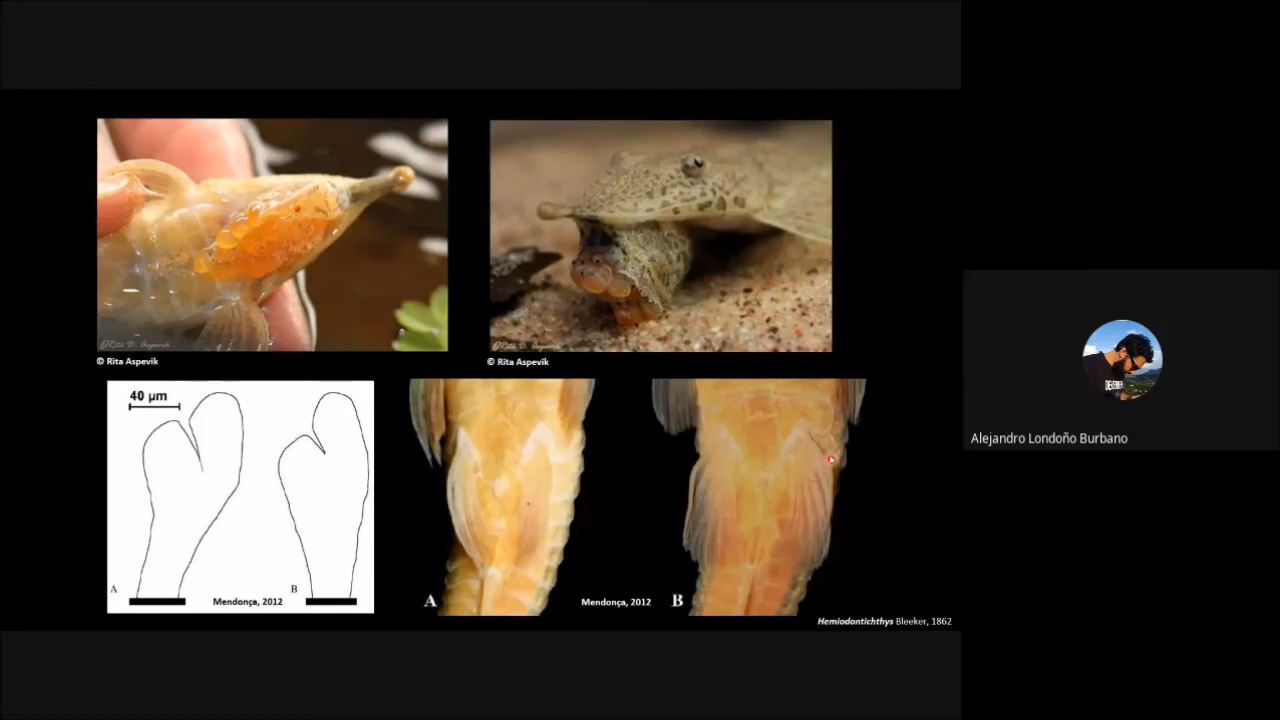 © Rita Aspevik
© Rita Aspevik
40 µm
A
B
Mendonça, 2012
A
Mendonça, 2012
B
Hemiodontichthys Bleeker, 1862
Alejandro Londoño Burbano